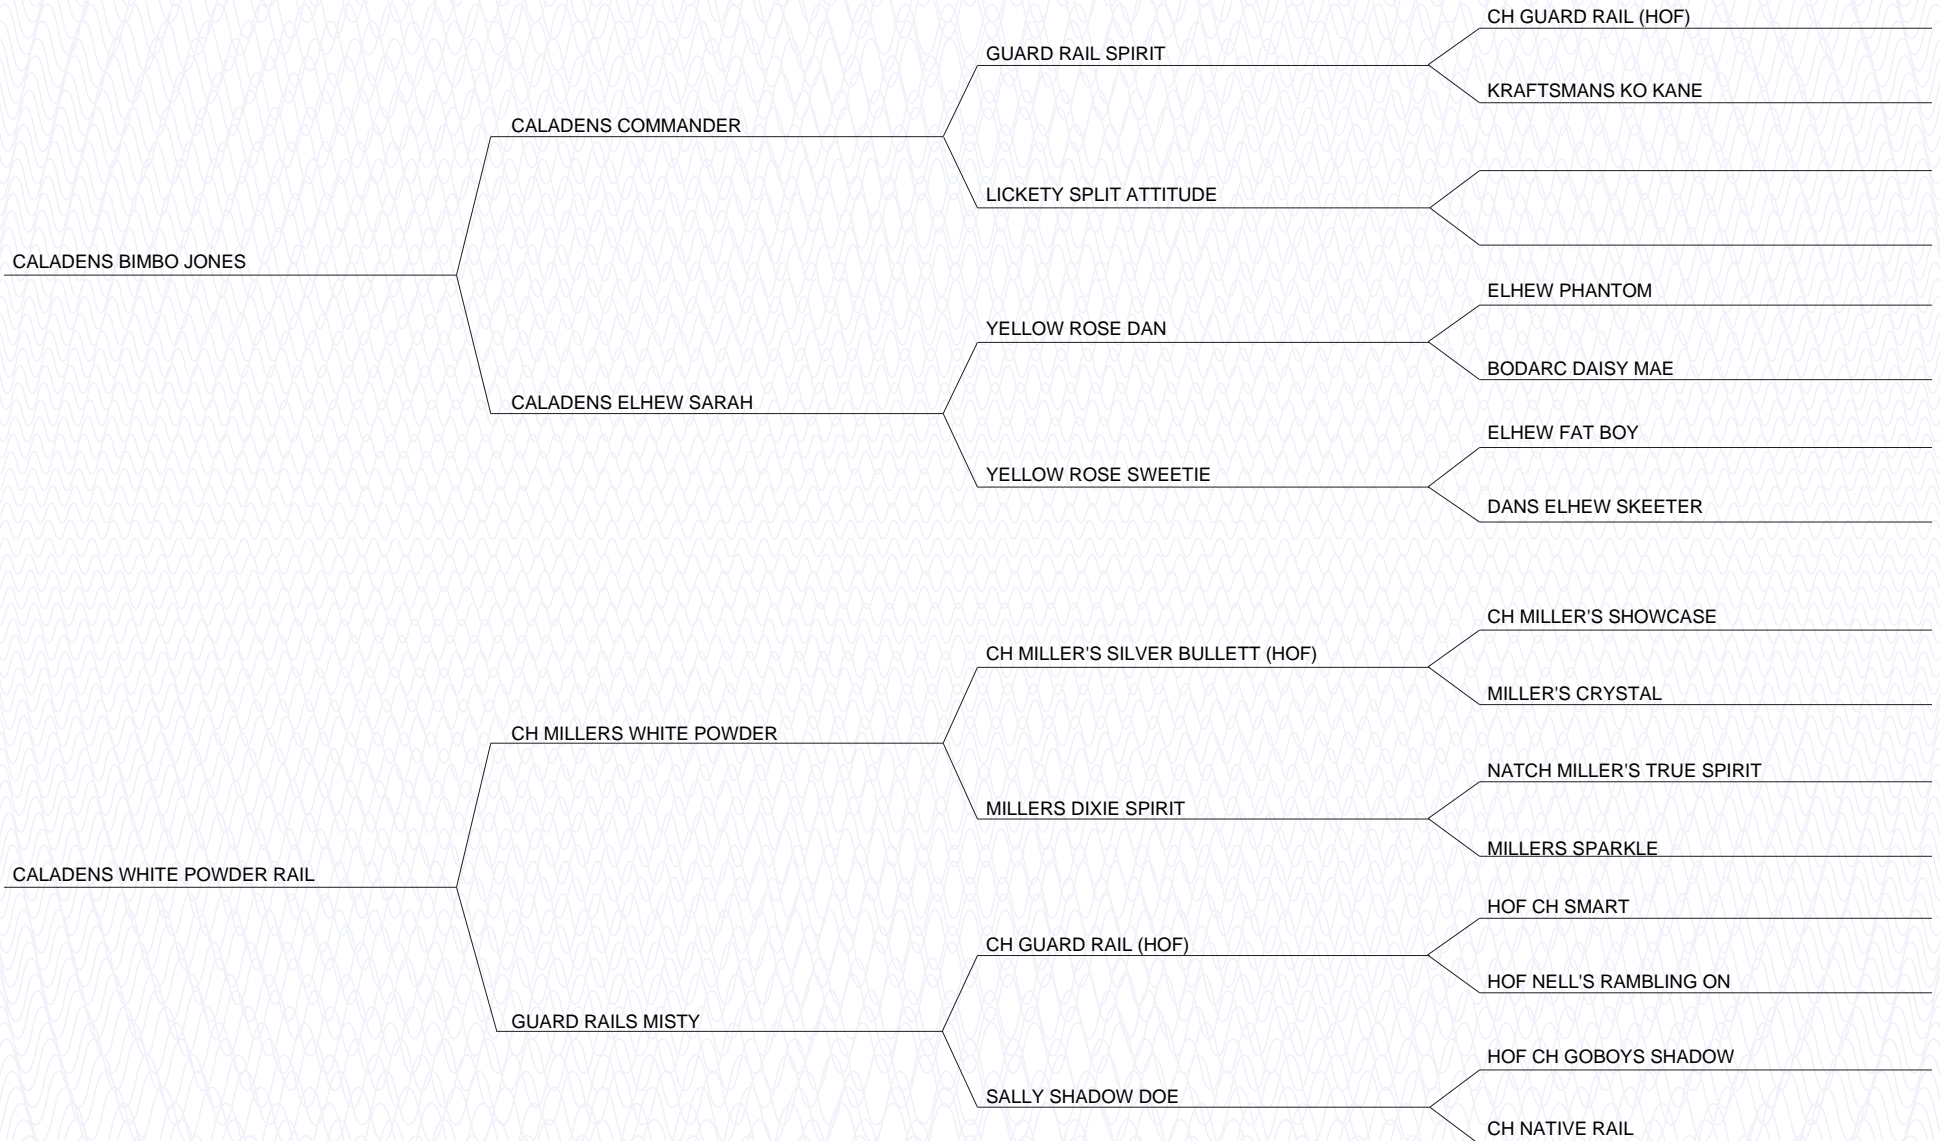 CH GUARD RAIL (HOF)
GUARD RAIL SPIRIT
KRAFTSMANS KO KANE
CALADENS COMMANDER
LICKETY SPLIT ATTITUDE
CALADENS BIMBO JONES
ELHEW PHANTOM
YELLOW ROSE DAN
BODARC DAISY MAE
CALADENS ELHEW SARAH
ELHEW FAT BOY
YELLOW ROSE SWEETIE
DANS ELHEW SKEETER
CH MILLER'S SHOWCASE
CH MILLER'S SILVER BULLETT (HOF)
MILLER'S CRYSTAL
CH MILLERS WHITE POWDER
NATCH MILLER'S TRUE SPIRIT
MILLERS DIXIE SPIRIT
MILLERS SPARKLE
CALADENS WHITE POWDER RAIL
HOF CH SMART
CH GUARD RAIL (HOF)
HOF NELL'S RAMBLING ON
GUARD RAILS MISTY
HOF CH GOBOYS SHADOW
SALLY SHADOW DOE
CH NATIVE RAIL